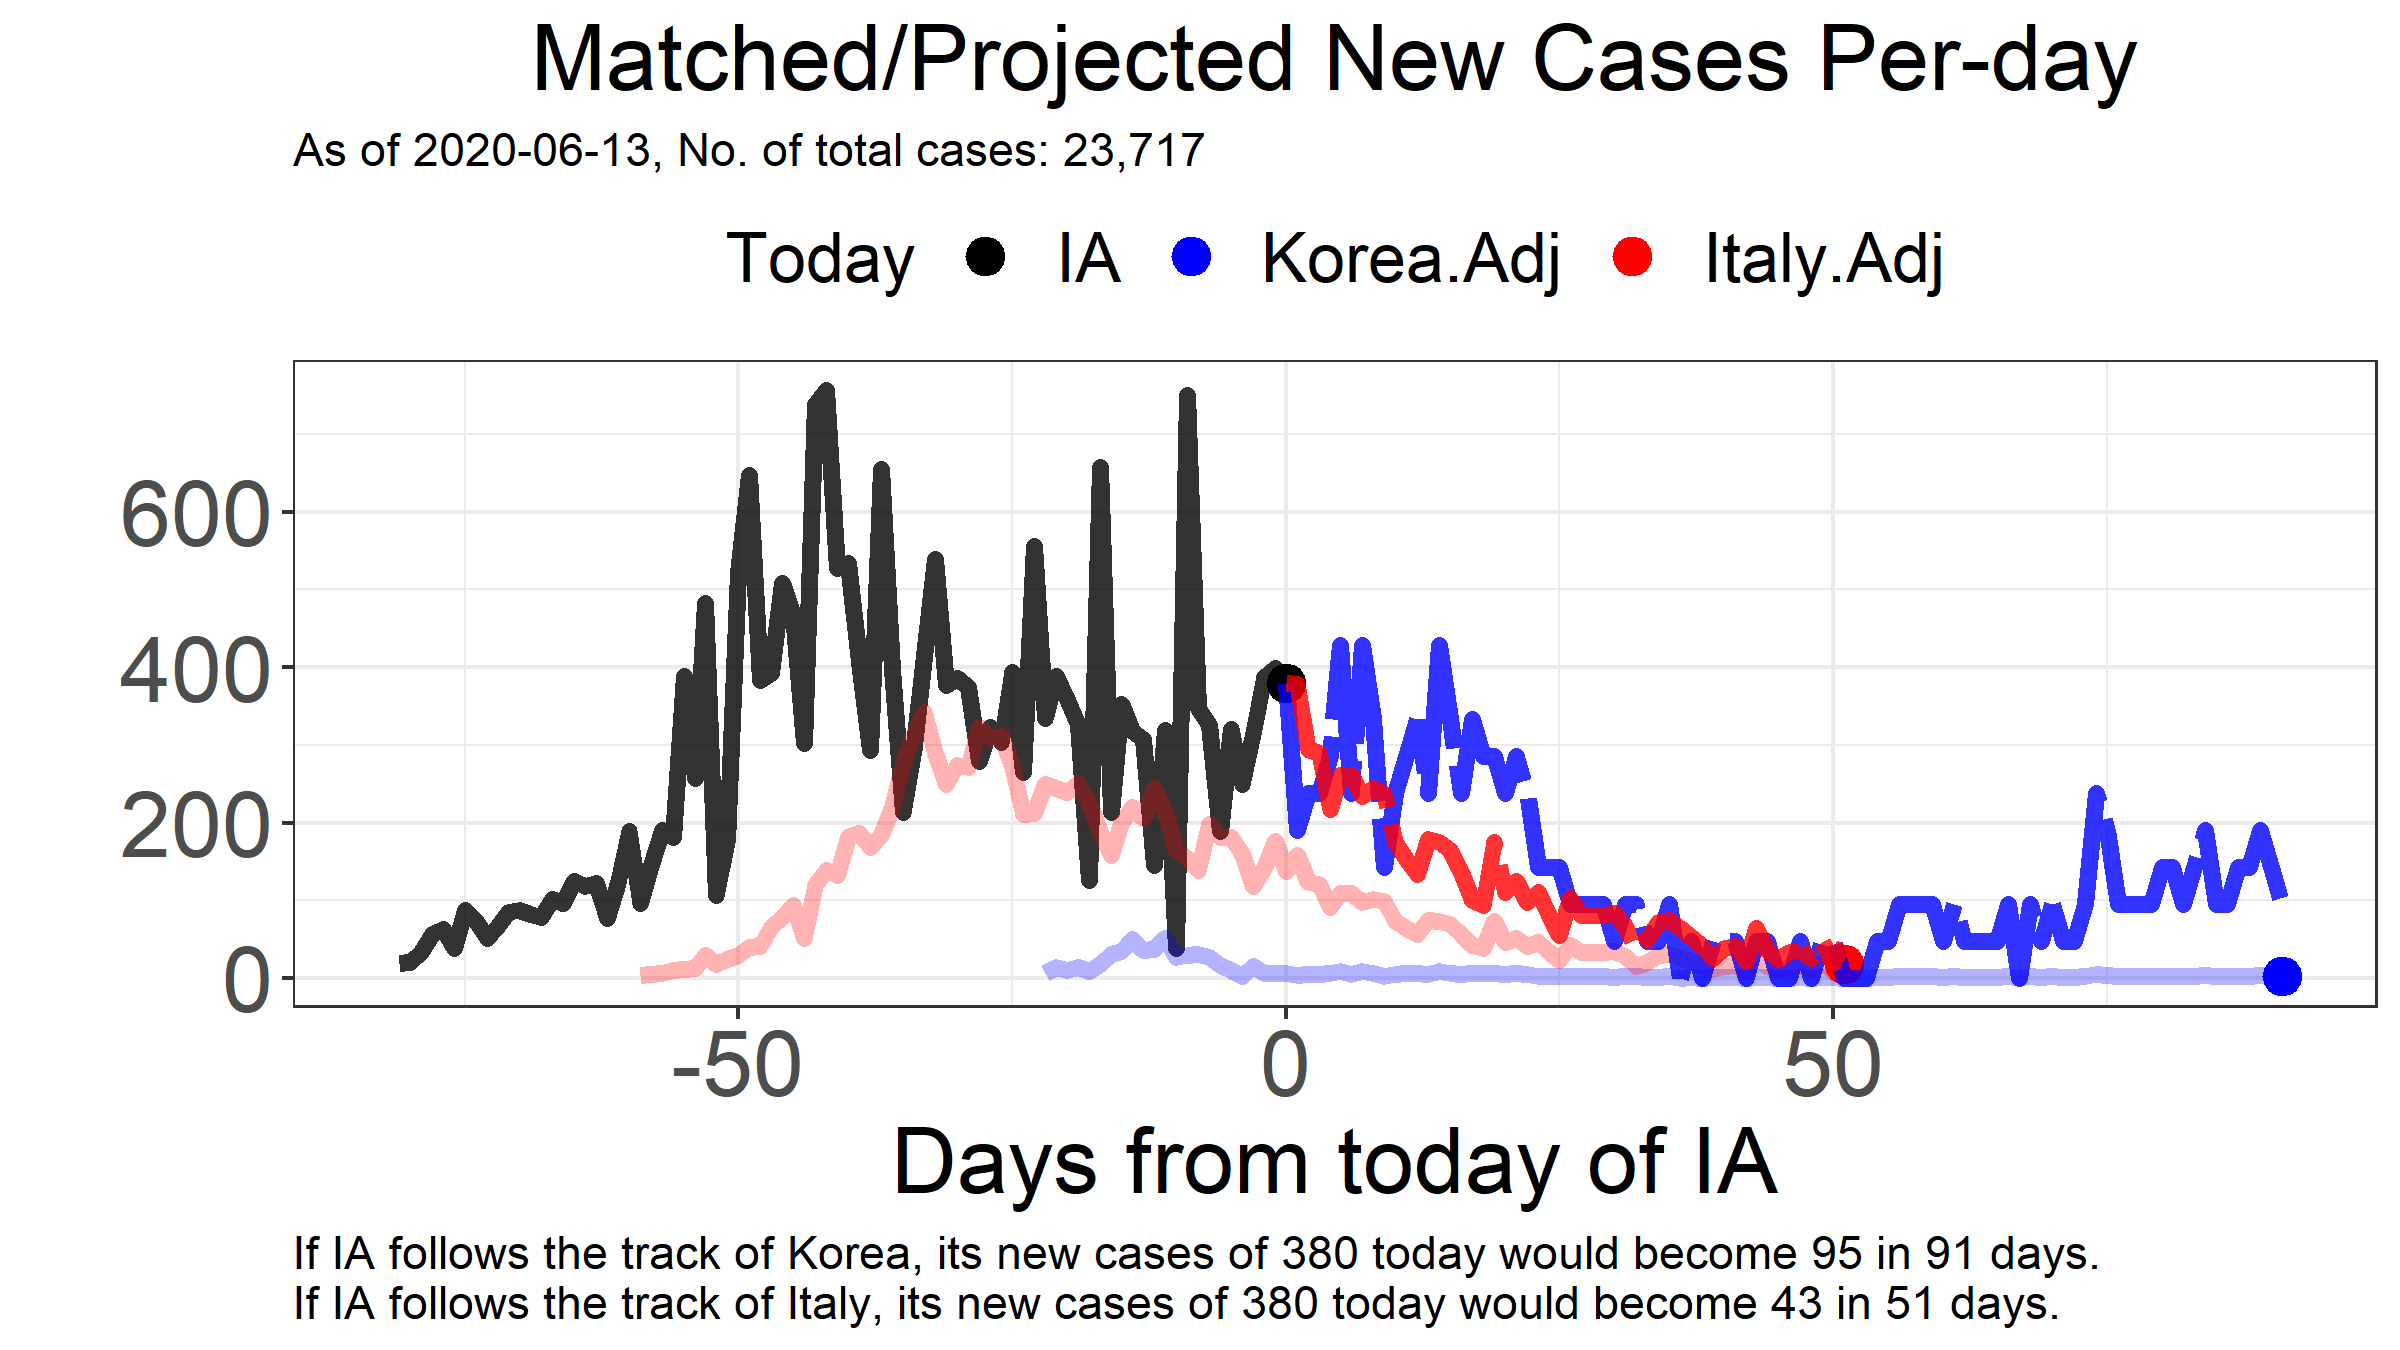 Matched/Projected New Cases Per-day
As of 2020-06-13, No. of total cases: 23,717
Today IA Korea.Adj Italy.Adj
600
400
200
0
-50 0 50
Days from today of IA
If IA follows the track of Korea, its new cases of 380 today would become 95 in 91 days.
If IA follows the track of Italy, its new cases of 380 today would become 43 in 51 days.